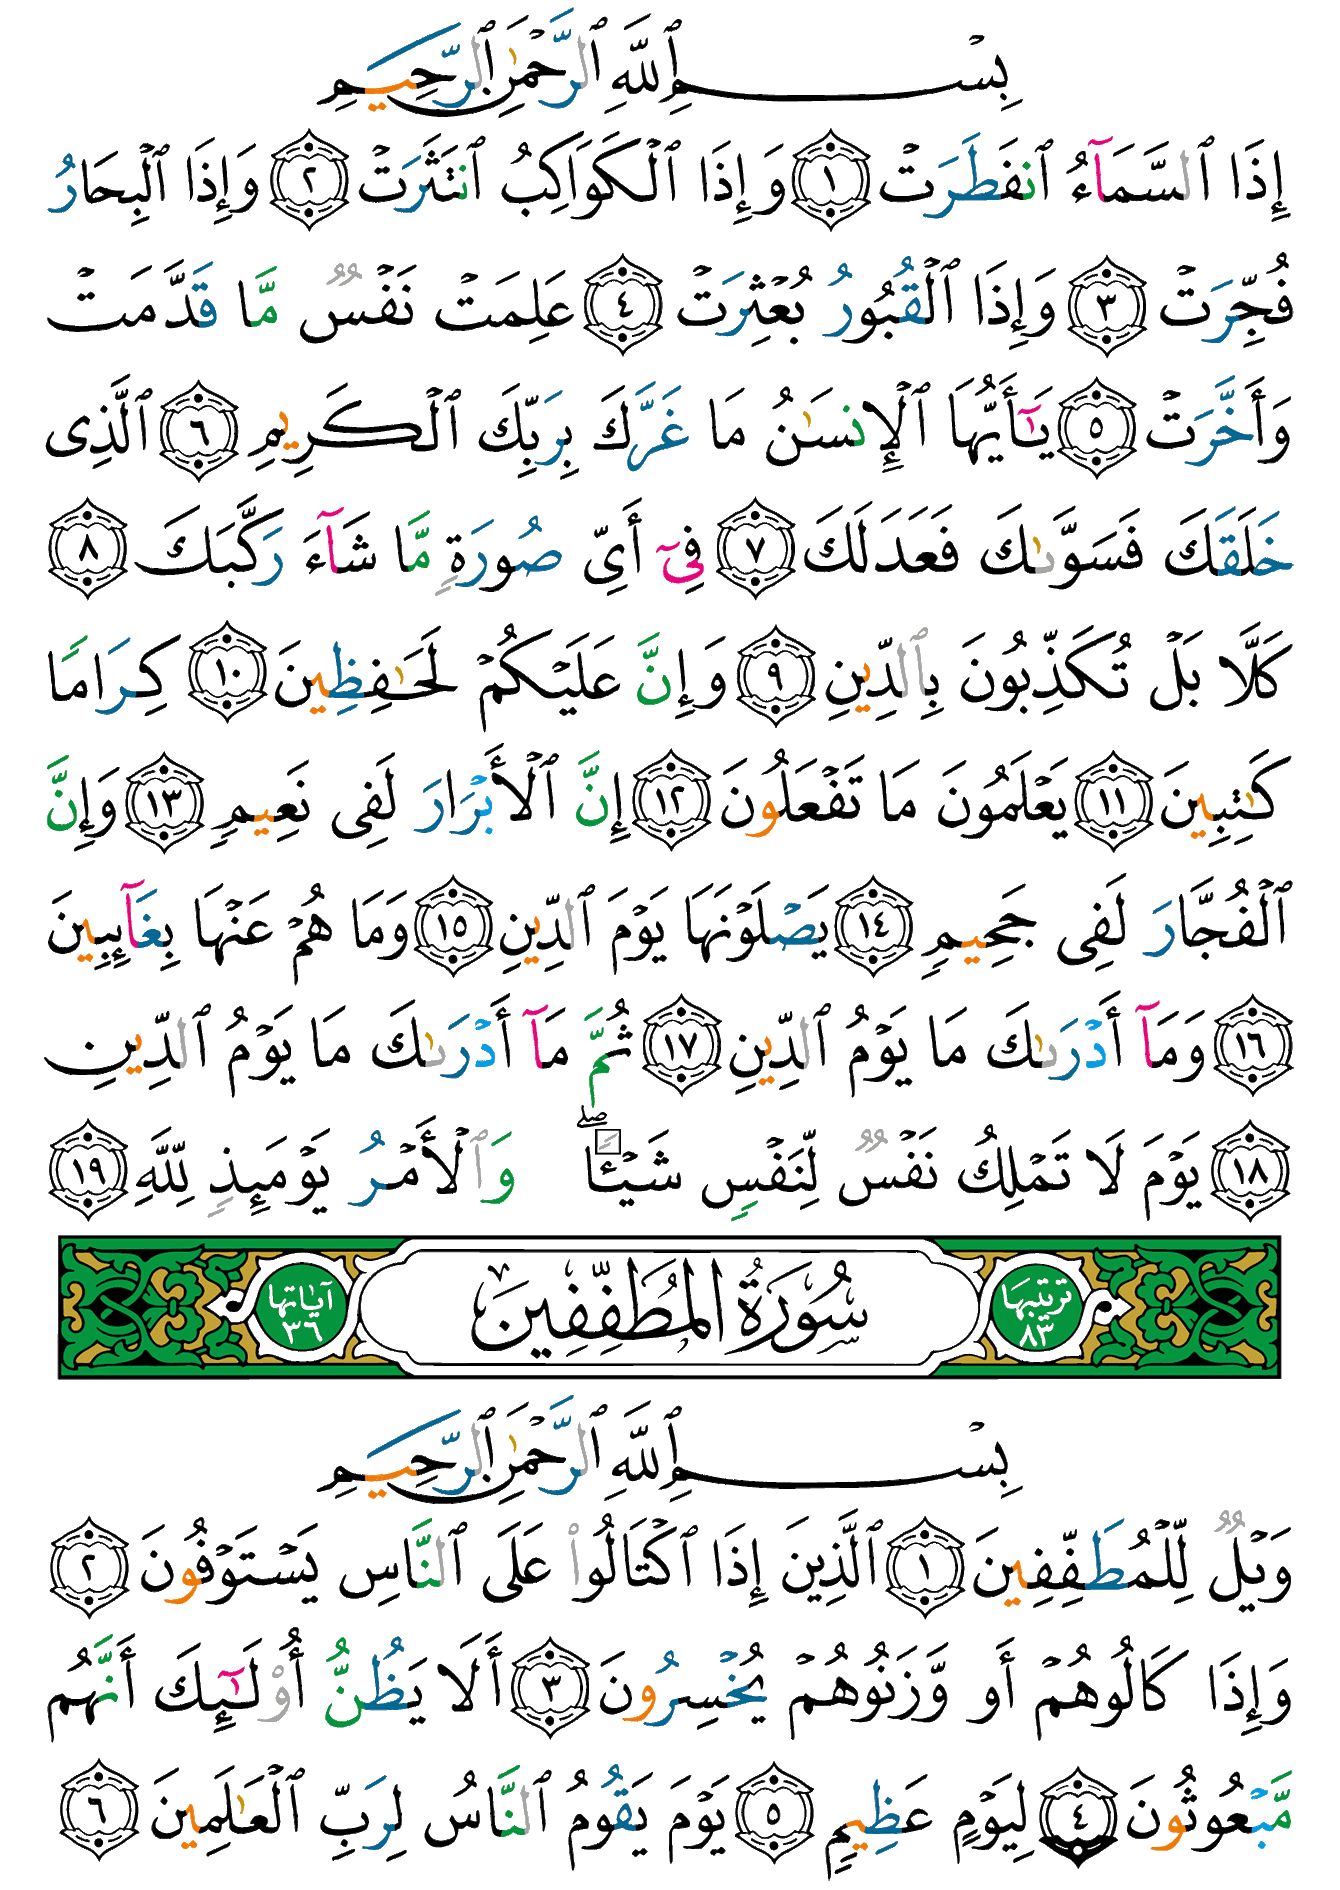 بِسْمِ ٱللَّهِ ٱلرَّحْمَٰنِ ٱلرَّحِيمِ
إِذَا ٱلسَّمَآءُ ٱنفَطَرَتْ ١ وَإِذَا ٱلْكَوَاكِبُ ٱنتَثَرَتْ ٢ وَإِذَا ٱلْبِحَارُ
فُجِّرَتْ ٣ وَإِذَا ٱلْقُبُورُ بُعْثِرَتْ ٤ عَلِمَتْ نَفْسٌ مَّا قَدَّمَتْ
وَأَخَّرَتْ ٥ يَٰٓأَيُّهَا ٱلْإِنسَٰنُ مَا غَرَّكَ بِرَبِّكَ ٱلْكَرِيمِ ٦ ٱلَّذِى
خَلَقَكَ فَسَوَّىٰكَ فَعَدَلَكَ ٧ فِىٓ أَىِّ صُورَةٍ مَّا شَآءَ رَكَّبَكَ ٨
كَلَّا بَلْ تُكَذِّبُونَ بِٱلدِّينِ ٩ وَإِنَّ عَلَيْكُمْ لَحَٰفِظِينَ ١٠ كِرَامًا
كَٰتِبِينَ ١١ يَعْلَمُونَ مَا تَفْعَلُونَ ١٢ إِنَّ ٱلْأَبْرَارَ لَفِى نَعِيمٍ ١٣ وَإِنَّ
ٱلْفُجَّارَ لَفِى جَحِيمٍ ١٤ يَصْلَوْنَهَا يَوْمَ ٱلدِّينِ ١٥ وَمَا هُمْ عَنْهَا بِغَآئِبِينَ
١٦ وَمَآ أَدْرَىٰكَ مَا يَوْمُ ٱلدِّينِ ١٧ ثُمَّ مَآ أَدْرَىٰكَ مَا يَوْمُ ٱلدِّينِ
١٨ يَوْمَ لَا تَمْلِكُ نَفْسٌ لِّنَفْسٍ شَيْـًٔا ۖ وَٱلْأَمْرُ يَوْمَئِذٍ لِّلَّهِ ١٩
ترتيبها ٨٣ سُورَةُ المُطَفِّفِين آياتها ٣٦
بِسْمِ ٱللَّهِ ٱلرَّحْمَٰنِ ٱلرَّحِيمِ
وَيْلٌ لِّلْمُطَفِّفِينَ ١ ٱلَّذِينَ إِذَا ٱكْتَالُوا۟ عَلَى ٱلنَّاسِ يَسْتَوْفُونَ ٢
وَإِذَا كَالُوهُمْ أَو وَّزَنُوهُمْ يُخْسِرُونَ ٣ أَلَا يَظُنُّ أُو۟لَٰٓئِكَ أَنَّهُم
مَّبْعُوثُونَ ٤ لِيَوْمٍ عَظِيمٍ ٥ يَوْمَ يَقُومُ ٱلنَّاسُ لِرَبِّ ٱلْعَٰلَمِينَ ٦